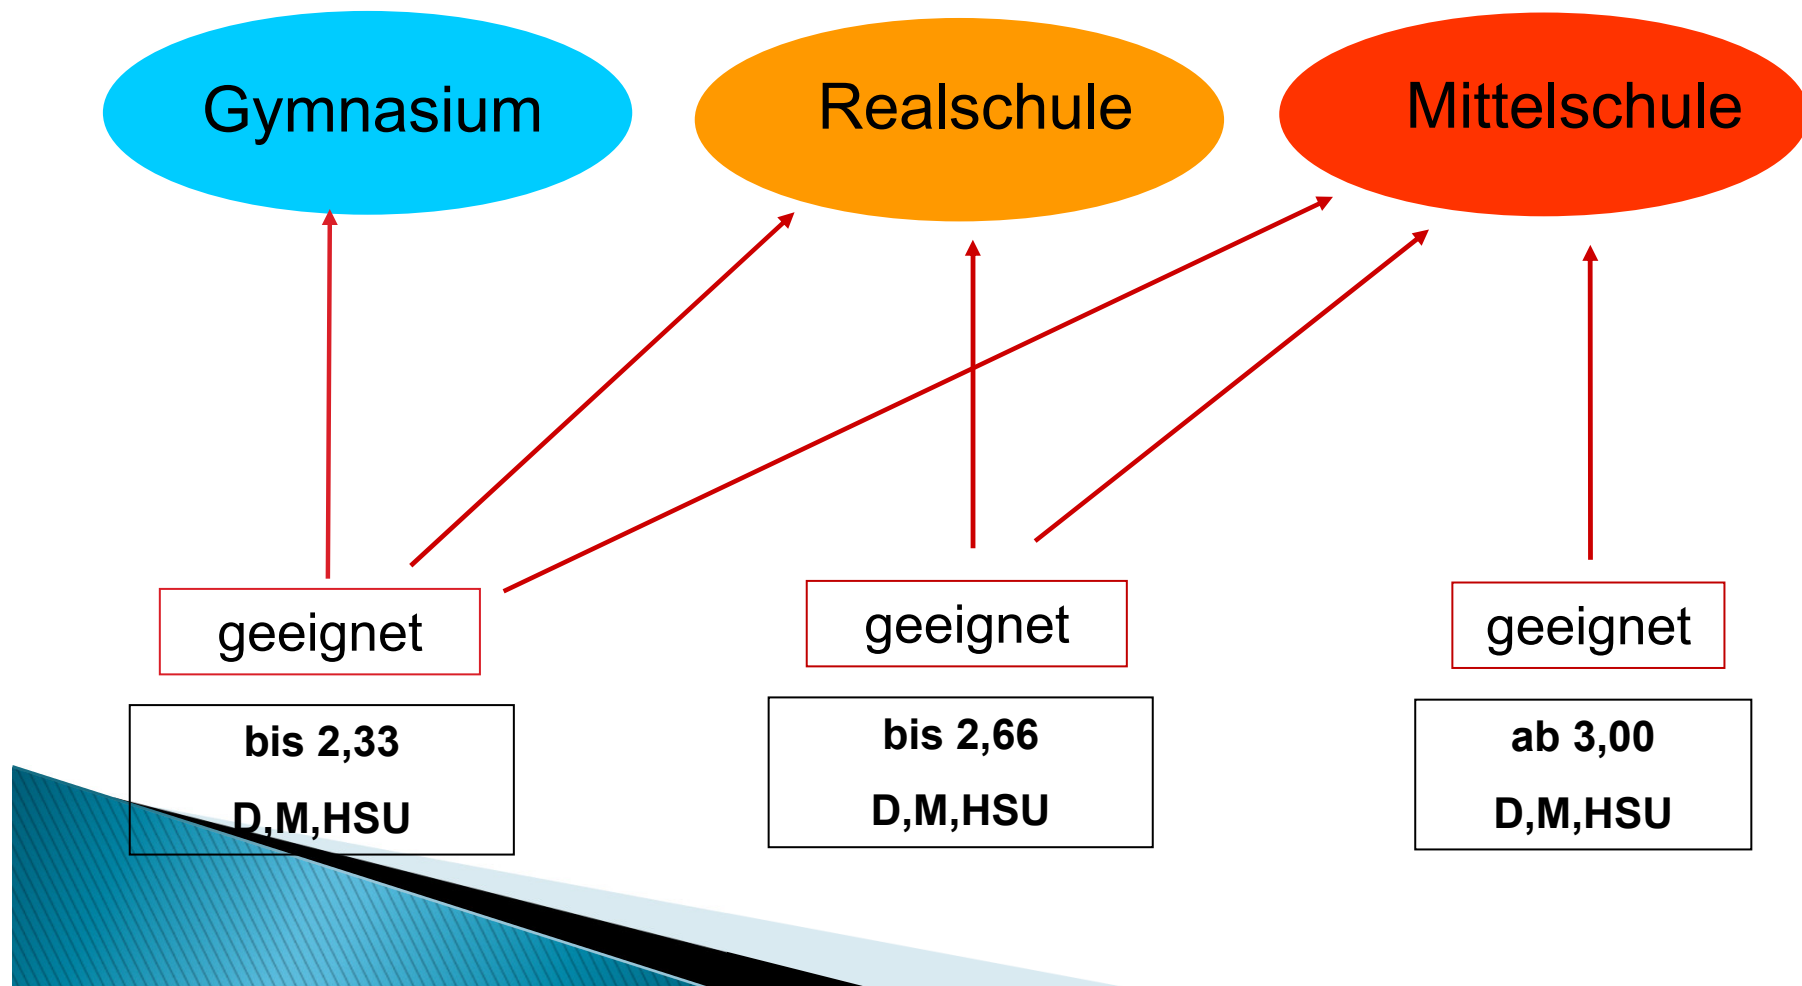 Gymnasium
Realschule
Mittelschule
geeignet
geeignet
geeignet
bis 2,33
D,M,HSU
bis 2,66
D,M,HSU
ab 3,00
D,M,HSU